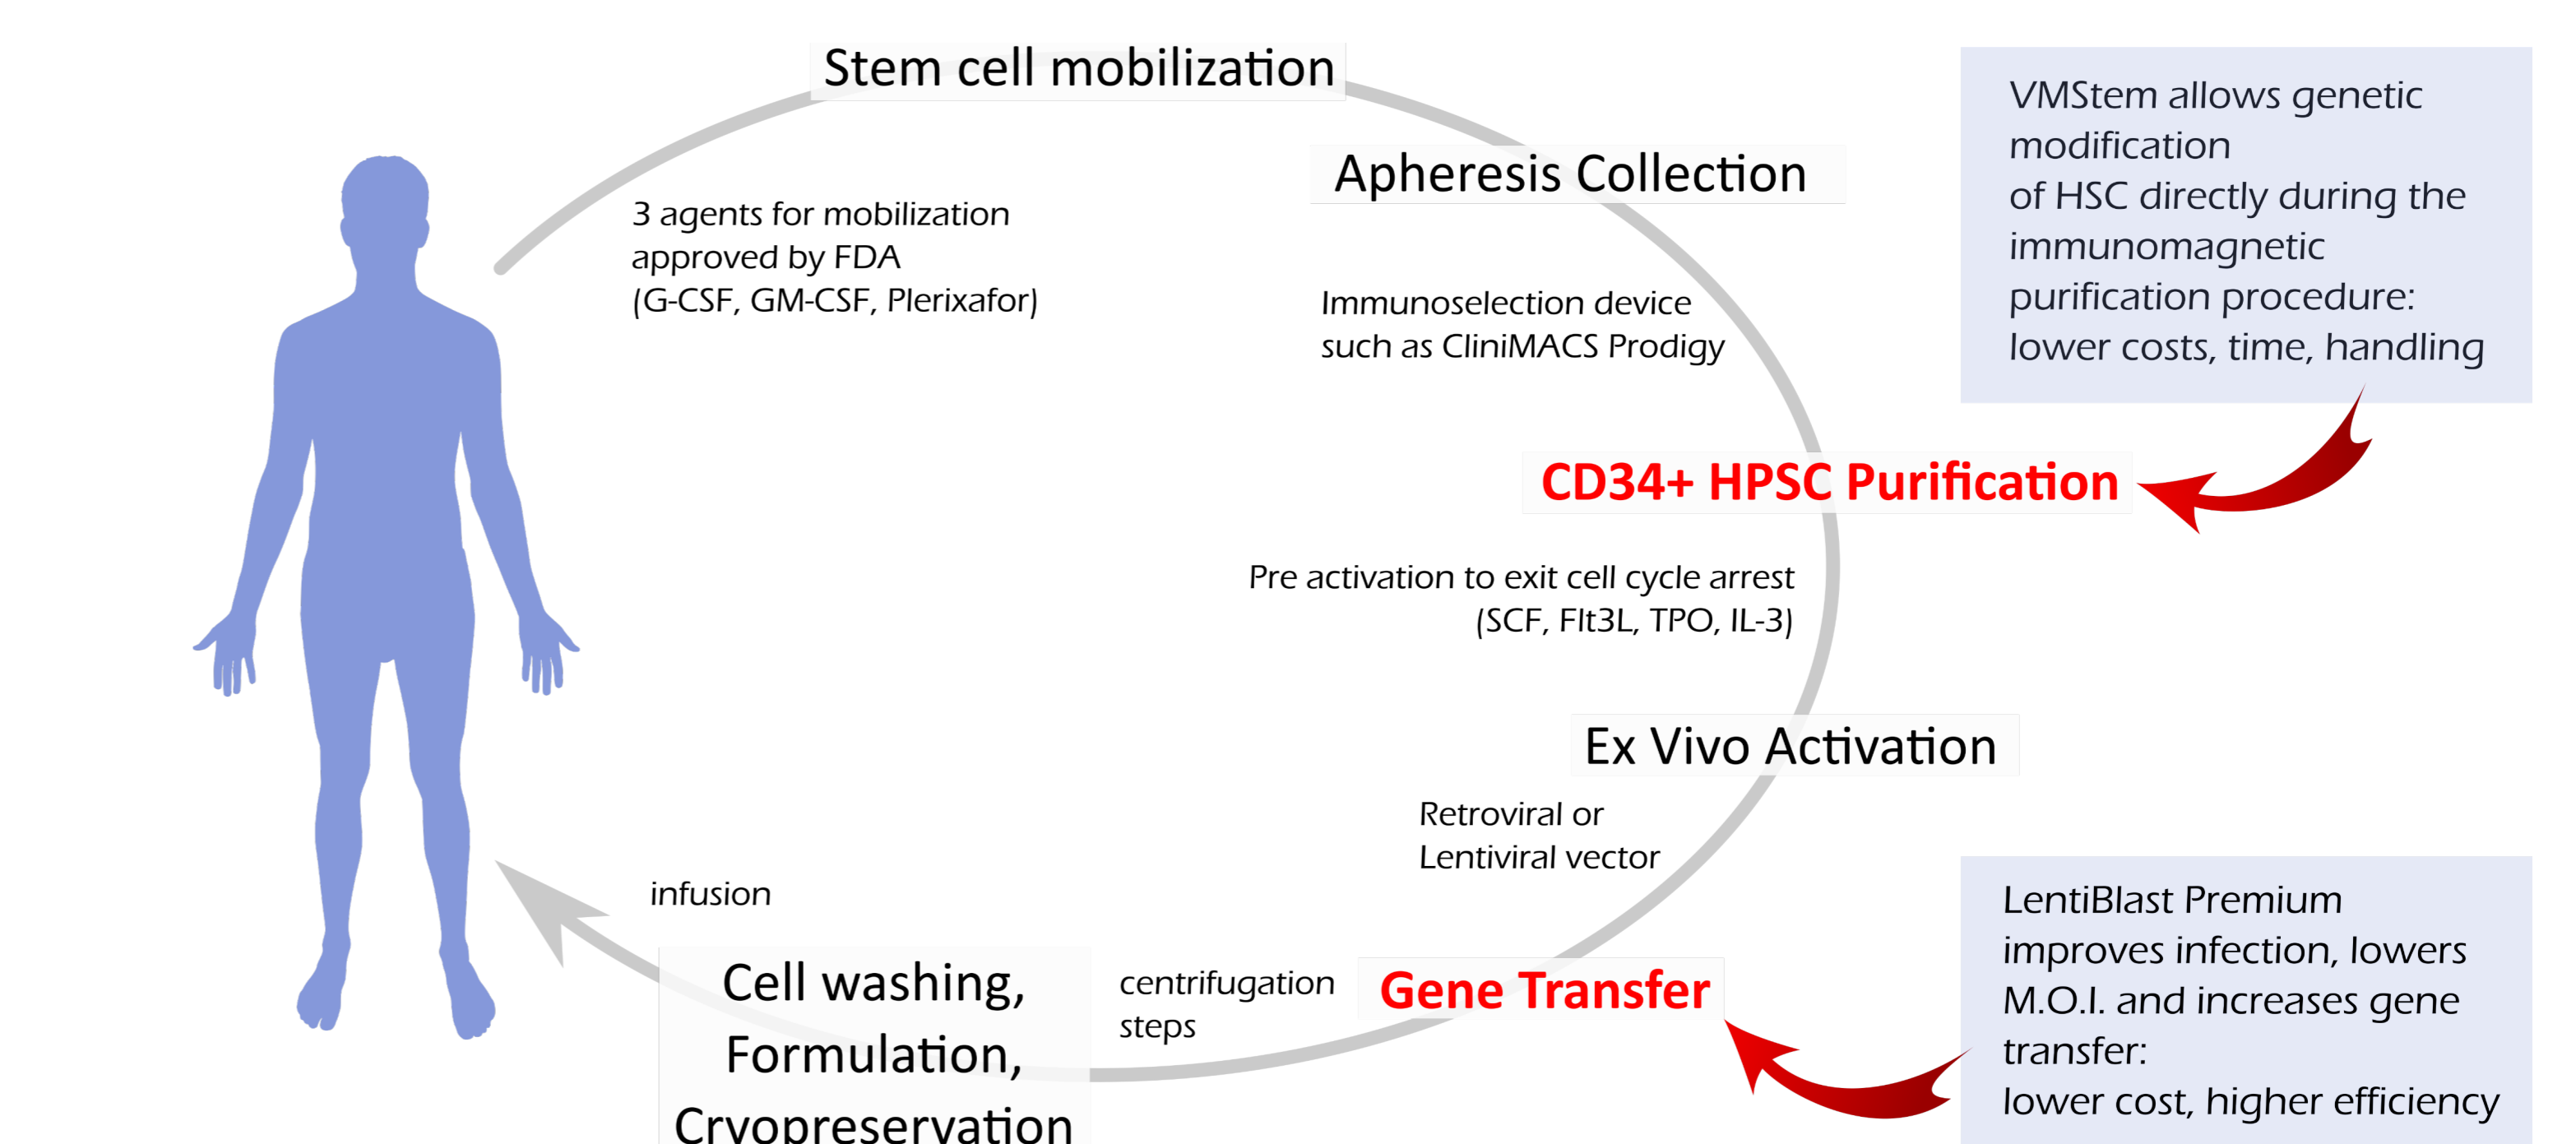 Stem cell mobilization
3 agents for mobilization
approved by FDA
(G-CSF, GM-CSF, Plerixafor)
Apheresis Collection
Immunoselection device
such as CliniMACS Prodigy
VMStem allows genetic
modification
of HSC directly during the
immunomagnetic
purification procedure:
lower costs, time, handling
CD34+ HPSC Purification
Pre activation to exit cell cycle arrest
(SCF, Flt3L, TPO, IL-3)
Ex Vivo Activation
Retroviral or
Lentiviral vector
LentiBlast Premium
improves infection, lowers
M.O.I. and increases gene
transfer:
lower cost, higher efficiency
Gene Transfer
centrifugation
steps
Cell washing,
Formulation,
Cryopreservation
infusion